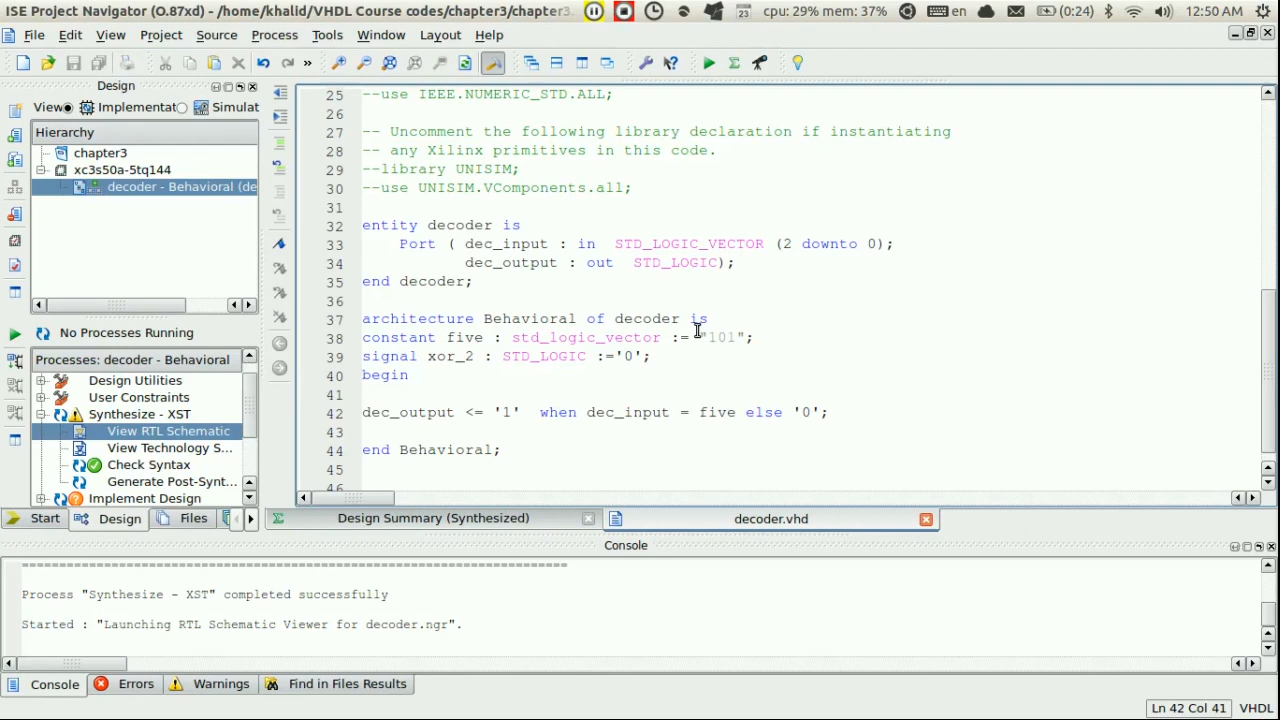 ISE Project Navigator (O.87xd) - /home/khalid/VHDL Course codes/chapter3/chapter3 cpu: 29% mem: 37% en (0:24) 12:50 AM
File Edit View Project Source Process Tools Window Layout Help
Design
View: Implementat Simulat
Hierarchy
chapter3
xc3s50a-5tq144
decoder - Behavioral (de
No Processes Running
Processes: decoder - Behavioral
Design Utilities
User Constraints
Synthesize - XST
View RTL Schematic
View Technology S...
Check Syntax
Generate Post-Synt...
Implement Design
Start Design Files
25 --use IEEE.NUMERIC_STD.ALL;
26
27 -- Uncomment the following library declaration if instantiating
28 -- any Xilinx primitives in this code.
29 --library UNISIM;
30 --use UNISIM.VComponents.all;
31
32 entity decoder is
33 Port ( dec_input : in STD_LOGIC_VECTOR (2 downto 0);
34 dec_output : out STD_LOGIC);
35 end decoder;
36
37 architecture Behavioral of decoder is
38 constant five : std_logic_vector := "101";
39 signal xor_2 : STD_LOGIC :='0';
40 begin
41
42 dec_output <= '1' when dec_input = five else '0';
43
44 end Behavioral;
45
46
Design Summary (Synthesized) decoder.vhd
Console
Process "Synthesize - XST" completed successfully
Started : "Launching RTL Schematic Viewer for decoder.ngr".
Console Errors Warnings Find in Files Results
Ln 42 Col 41 VHDL